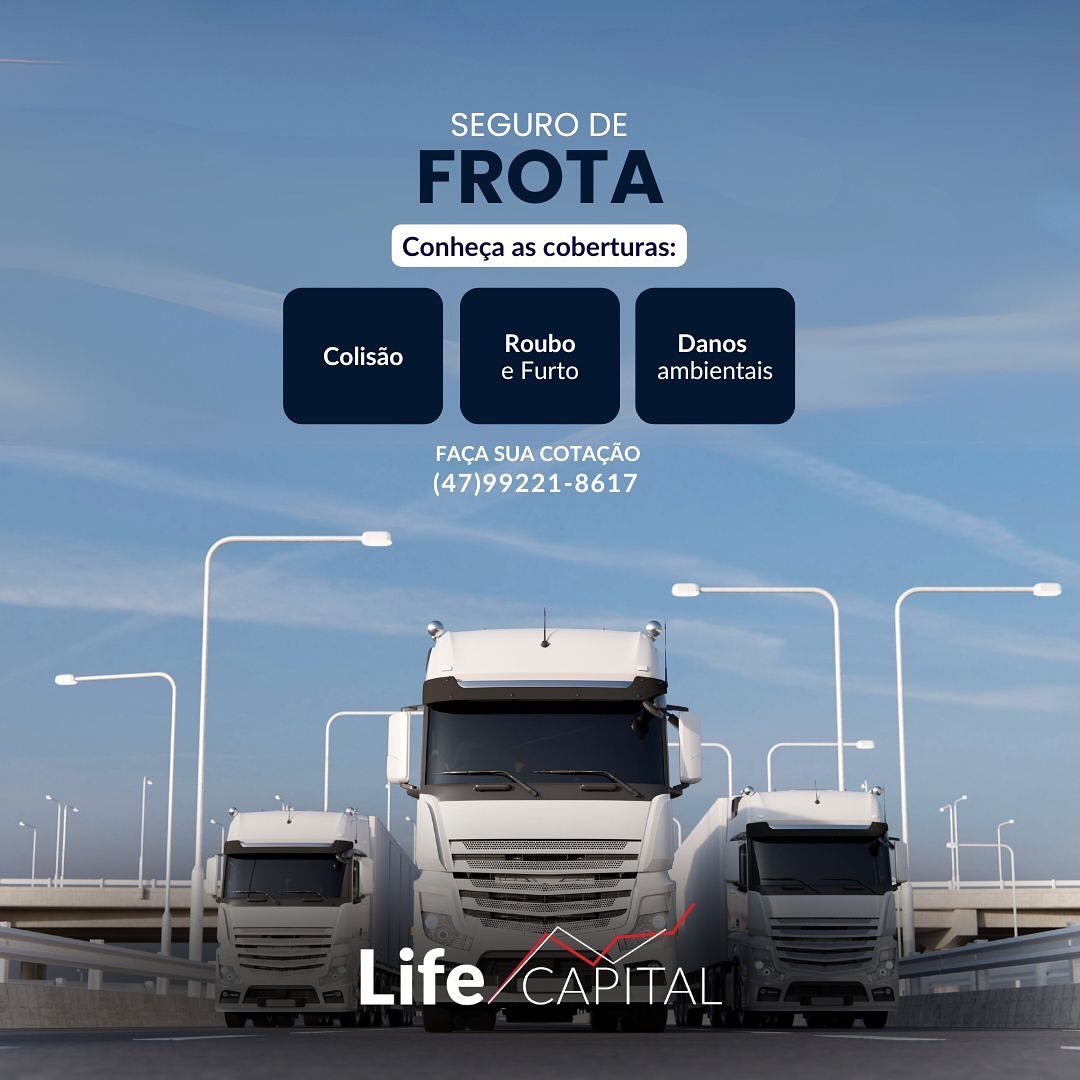 SEGURO DE
FROTA
Conheça as coberturas:
Colisão
Roubo
e Furto
Danos
ambientais
FAÇA SUA COTAÇÃO
(47)99221-8617
Life CAPITAL